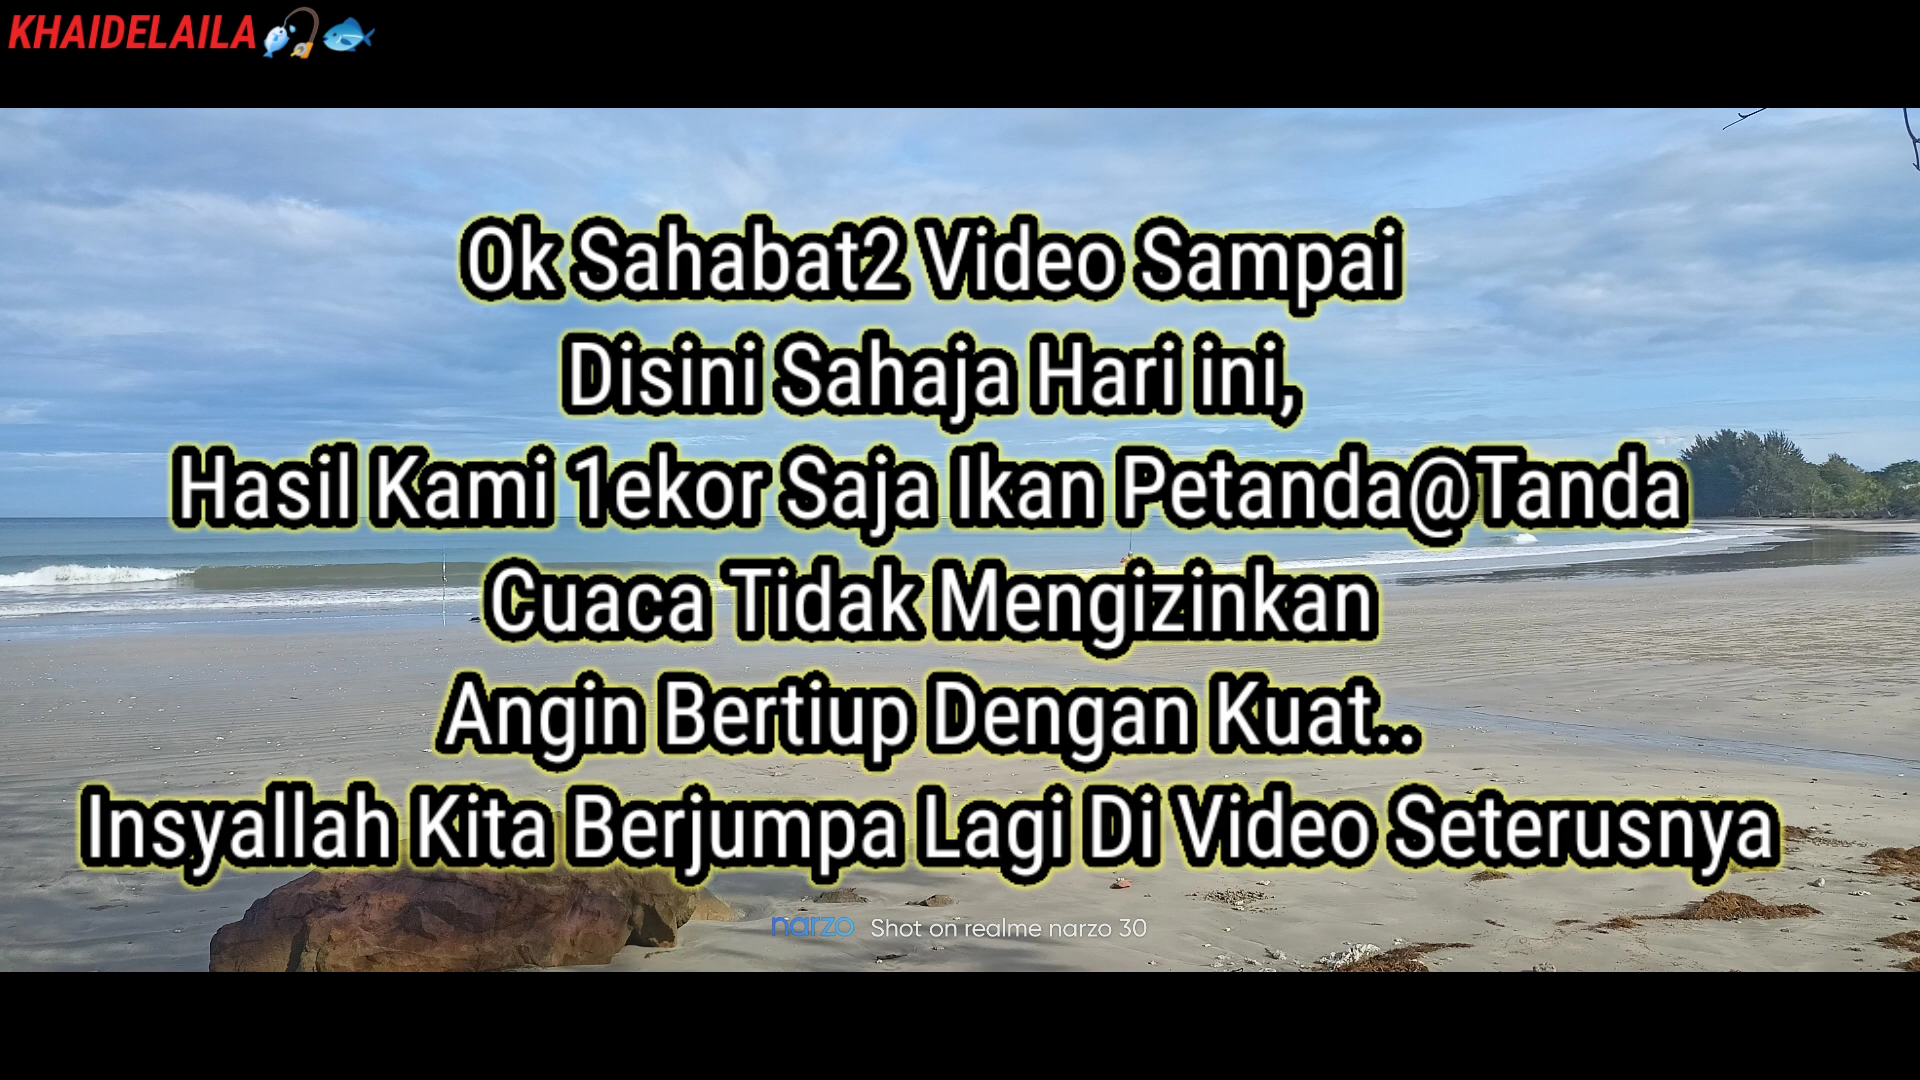 KHAIDELAILA🎣🐟
Ok Sahabat2 Video Sampai
Disini Sahaja Hari ini,
Hasil Kami 1ekor Saja Ikan Petanda@Tanda
Cuaca Tidak Mengizinkan
Angin Bertiup Dengan Kuat..
Insyallah Kita Berjumpa Lagi Di Video Seterusnya
narzo Shot on realme narzo 30